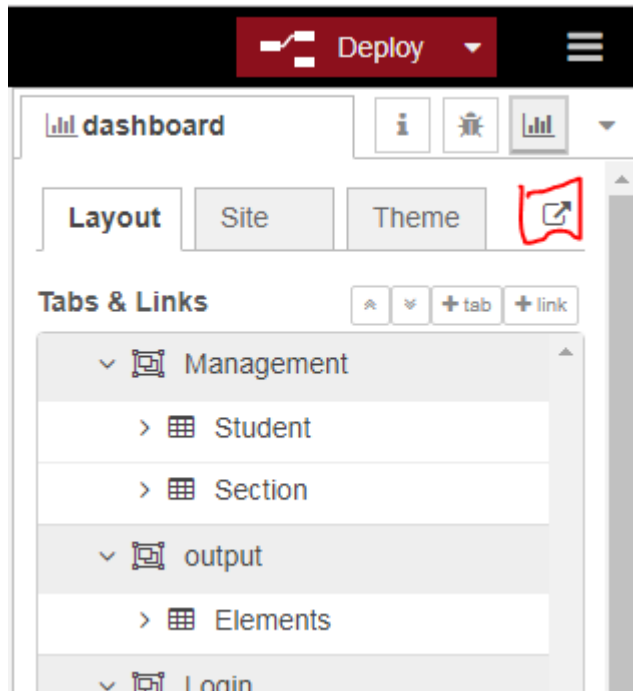 Deploy
dashboard
Layout Site Theme
Tabs & Links + tab + link
Management
Student
Section
output
Elements
Login